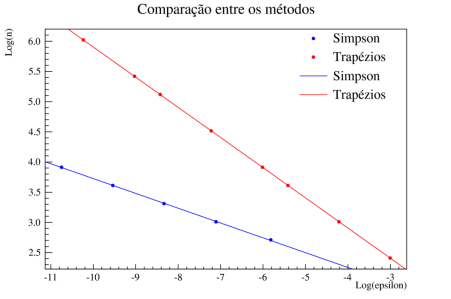 Comparação entre os métodos
Log(n)
Simpson
Trapézios
Simpson
Trapézios
6.0
5.5
5.0
4.5
4.0
3.5
3.0
2.5
-11 -10 -9 -8 -7 -6 -5 -4 -3
Log(epsilon)